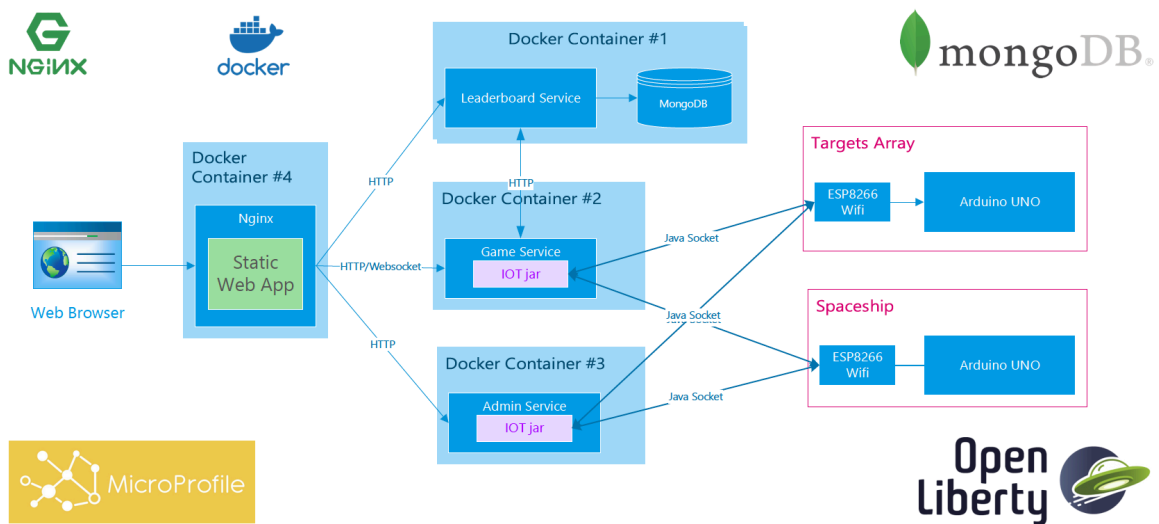 NGiNX
docker
Docker Container #1
mongoDB®
Leaderboard Service
MongoDB
Targets Array
Docker
Container #4
HTTP
HTTP
Docker Container #2
ESP8266
Wifi
Arduino UNO
Nginx
Java Socket
Game Service
Static
Web App
HTTP/Websocket
IOT jar
Web Browser
Spaceship
Java Socket
HTTP
Docker Container #3
ESP8266
Wifi
Arduino UNO
Java Socket
Admin Service
IOT jar
MicroProfile
Open
Liberty